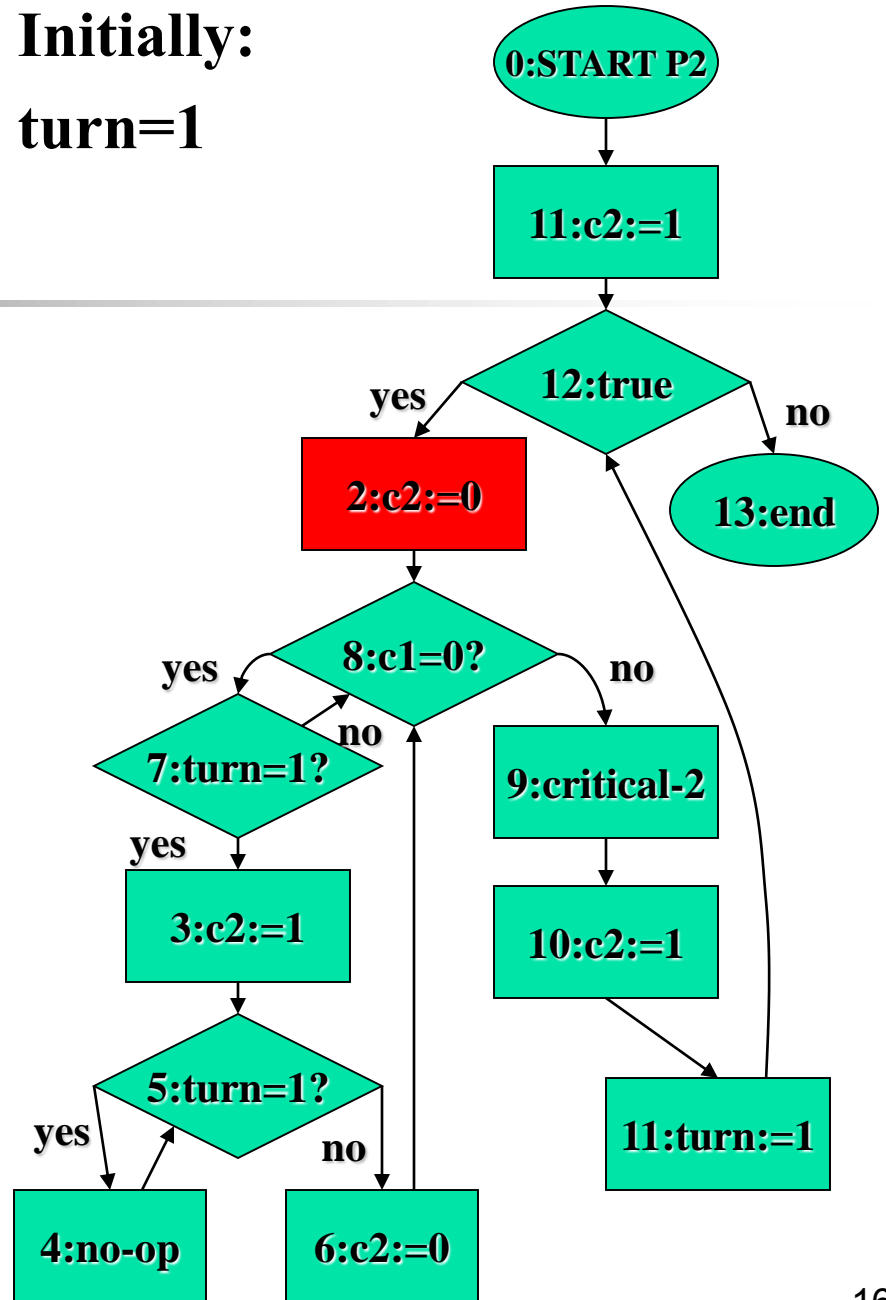 Initially:
turn=1
0:START P2
11:c2:=1
12:true
yes
no
2:c2:=0
13:end
8:c1=0?
yes
no
7:turn=1?
no
9:critical-2
yes
3:c2:=1
10:c2:=1
5:turn=1?
yes
no
11:turn:=1
4:no-op
6:c2:=0
16